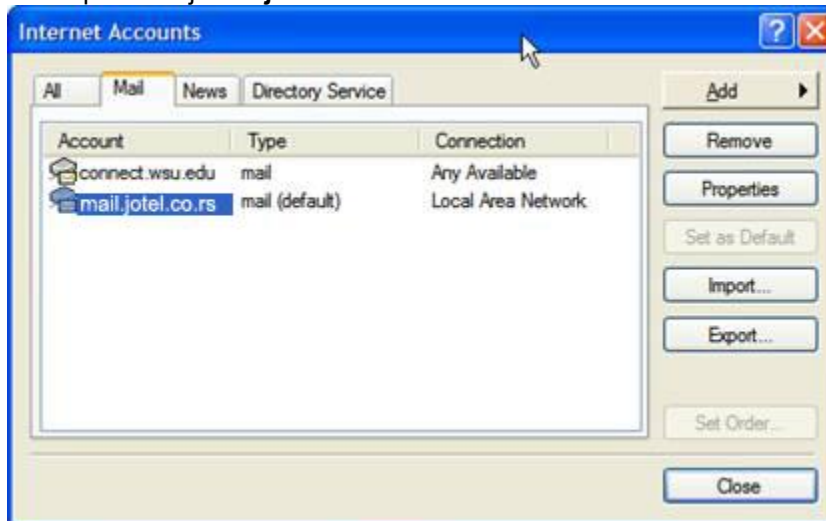 Internet Accounts
All Mail News Directory Service
Add
Account Type Connection
Remove
connect.wsu.edu mail Any Available
mail.jotel.co.rs mail (default) Local Area Network
Properties
Set as Default
Import...
Export...
Set Order...
Close